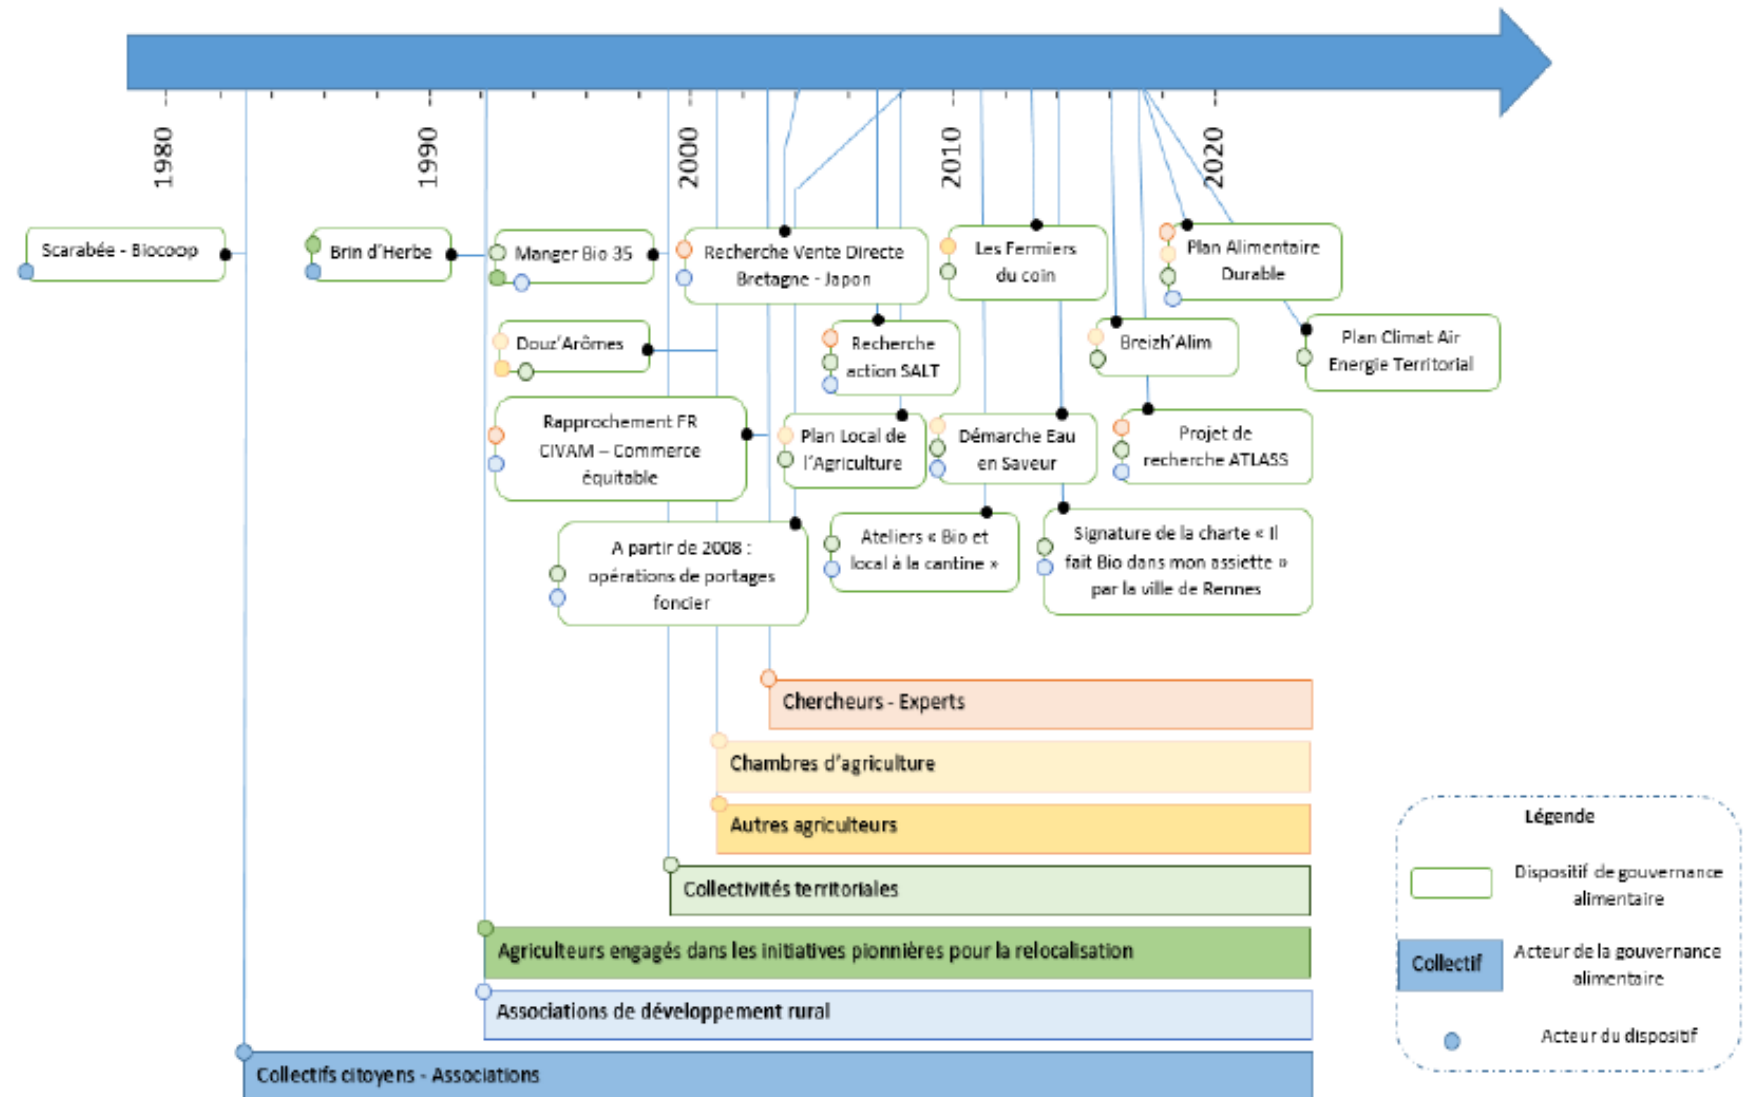 1980
1990
2000
2010
2020
Scarabée - Biocoop
Brin d'Herbe
Manger Bio 35
Recherche Vente Directe
Bretagne - Japon
Les Fermiers
du coin
Plan Alimentaire
Durable
Douz'Arômes
Recherche
action SALT
Breizh'Alim
Plan Climat Air
Energie Territorial
Rapprochement FR
CIVAM – Commerce
équitable
Plan Local de
l'Agriculture
Démarche Eau
en Saveur
Projet de
recherche ATLASS
A partir de 2008 :
opérations de portages
foncier
Ateliers « Bio et
local à la cantine »
Signature de la charte « Il
fait Bio dans mon assiette »
par la ville de Rennes
Chercheurs - Experts
Chambres d'agriculture
Autres agriculteurs
Collectivités territoriales
Agriculteurs engagés dans les initiatives pionnières pour la relocalisation
Associations de développement rural
Collectifs citoyens - Associations
Légende
Dispositif de gouvernance
alimentaire
Collectif
Acteur de la gouvernance
alimentaire
Acteur du dispositif